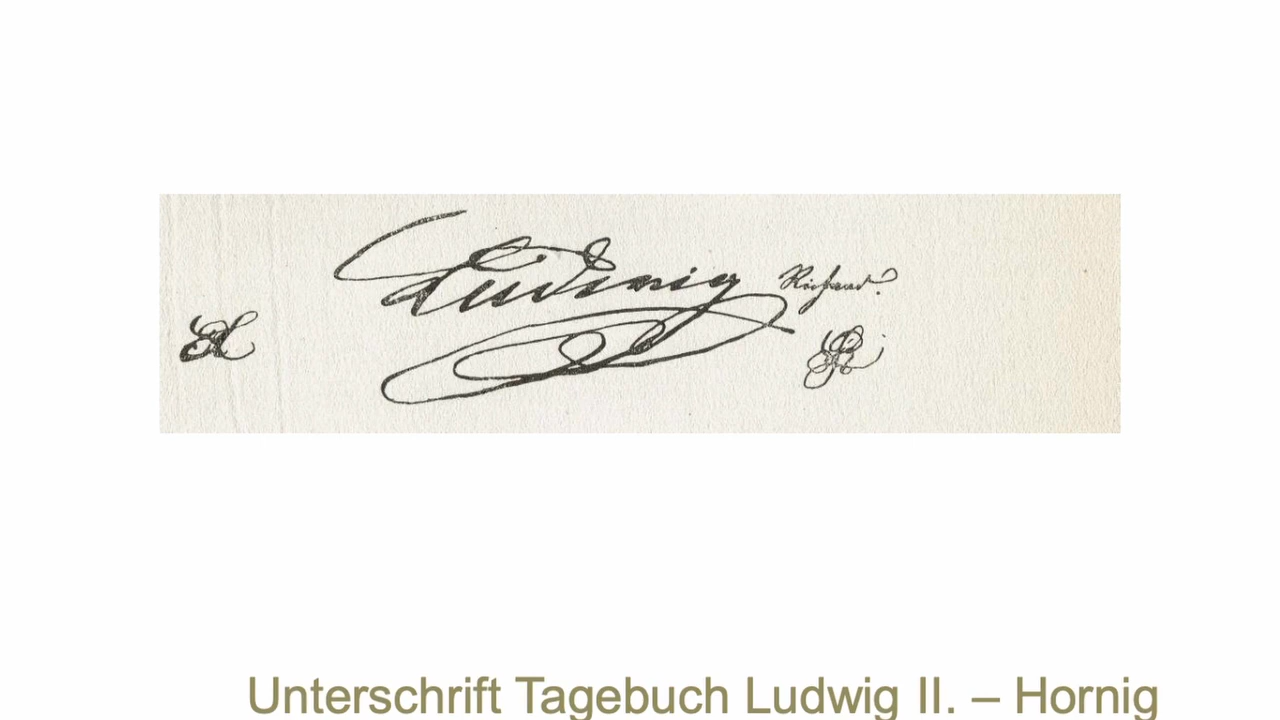 Ludwig Richard.
Unterschrift Tagebuch Ludwig II. – Hornig